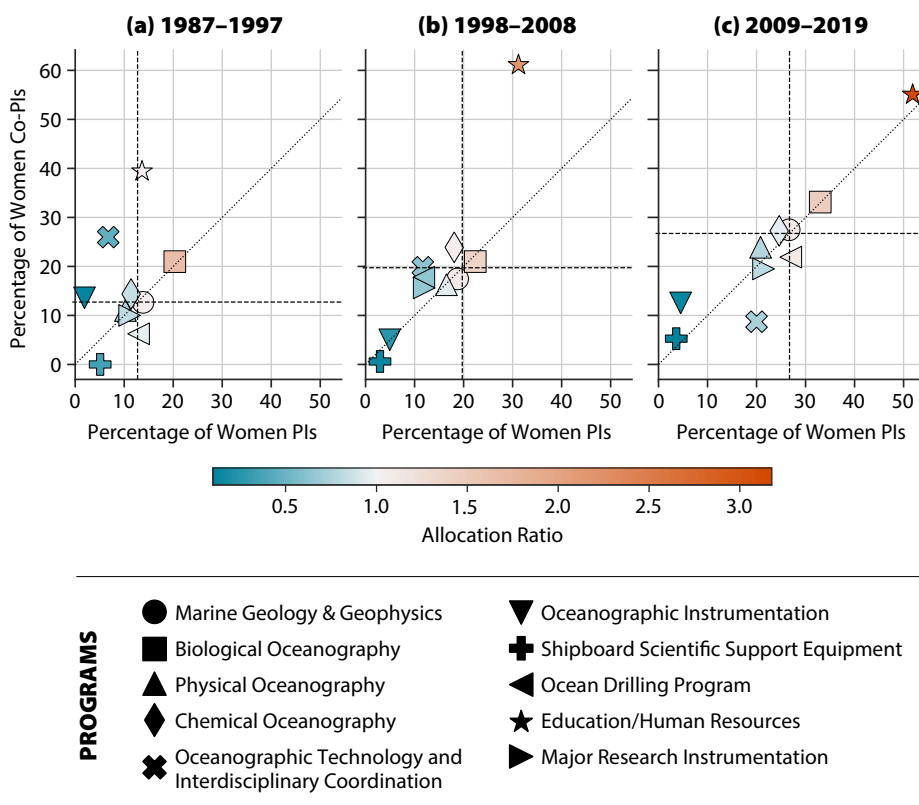 (a) 1987–1997
(b) 1998–2008
(c) 2009–2019
Percentage of Women Co-PIs
60
50
40
30
20
10
0
0 10 20 30 40 50
0 10 20 30 40 50
0 10 20 30 40 50
Percentage of Women PIs
Percentage of Women PIs
Percentage of Women PIs
0.5 1.0 1.5 2.0 2.5 3.0
Allocation Ratio
PROGRAMS
Marine Geology & Geophysics
Biological Oceanography
Physical Oceanography
Chemical Oceanography
Oceanographic Technology and
Interdisciplinary Coordination
Oceanographic Instrumentation
Shipboard Scientific Support Equipment
Ocean Drilling Program
Education/Human Resources
Major Research Instrumentation